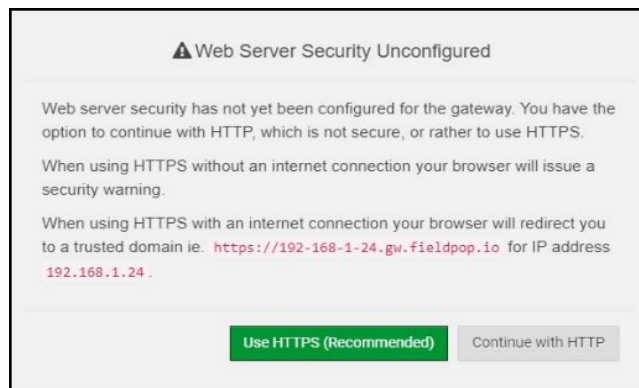 Web Server Security Unconfigured
Web server security has not yet been configured for the gateway. You have the
option to continue with HTTP, which is not secure, or rather to use HTTPS.
When using HTTPS without an internet connection your browser will issue a
security warning.
When using HTTPS with an internet connection your browser will redirect you
to a trusted domain ie. https://192-168-1-24.gw.fieldpop.io for IP address
192.168.1.24.
Use HTTPS (Recommended) Continue with HTTP